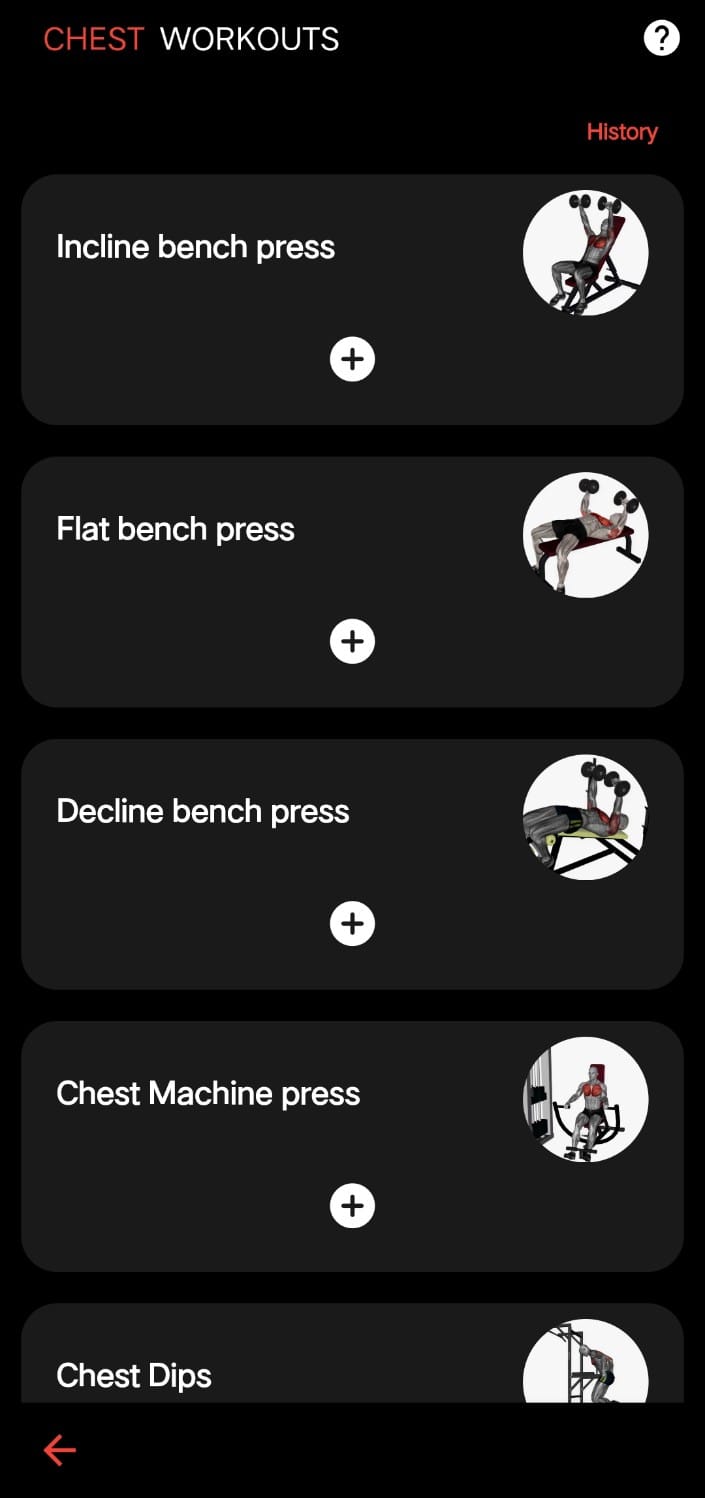 CHEST WORKOUTS
?
History
Incline bench press
+
Flat bench press
+
Decline bench press
+
Chest Machine press
+
Chest Dips